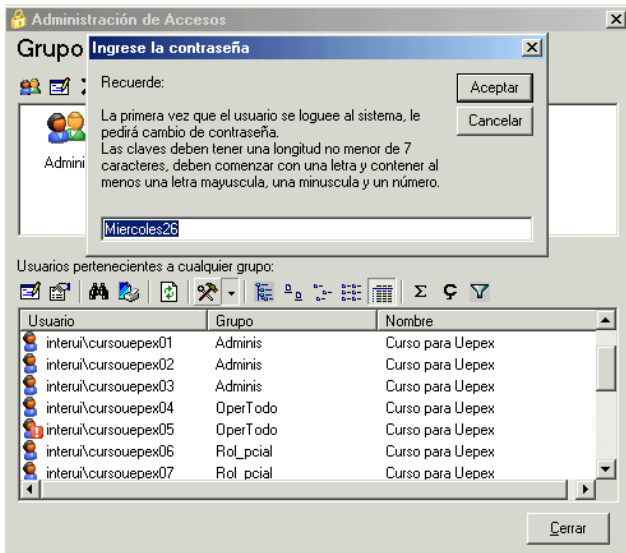 Administración de Accesos
Grupo
Ingrese la contraseña
Recuerde:
Aceptar
La primera vez que el usuario se loguee al sistema, le
pedirá cambio de contraseña.
Cancelar
Las claves deben tener una longitud no menor de 7
caracteres, deben comenzar con una letra y contener al
menos una letra mayuscula, una minuscula y un número.
Admini
Miercoles26
Usuarios pertenecientes a cualquier grupo:
Σ
Usuario Grupo Nombre
interui\cursouepex01 Adminis Curso para Uepex
interui\cursouepex02 Adminis Curso para Uepex
interui\cursouepex03 Adminis Curso para Uepex
interui\cursouepex04 OperTodo Curso para Uepex
interui\cursouepex05 OperTodo Curso para Uepex
interui\cursouepex06 Rol_pcial Curso para Uepex
interui\cursouepex07 Rol_pcial Curso para Uepex
Cerrar